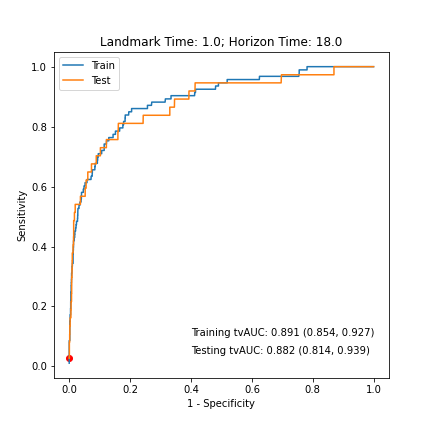 Landmark Time: 1.0; Horizon Time: 18.0
Train
Test
1.0
0.8
0.6
0.4
0.2
0.0
Sensitivity
Training tvAUC: 0.891 (0.854, 0.927)
Testing tvAUC: 0.882 (0.814, 0.939)
0.0 0.2 0.4 0.6 0.8 1.0
1 - Specificity